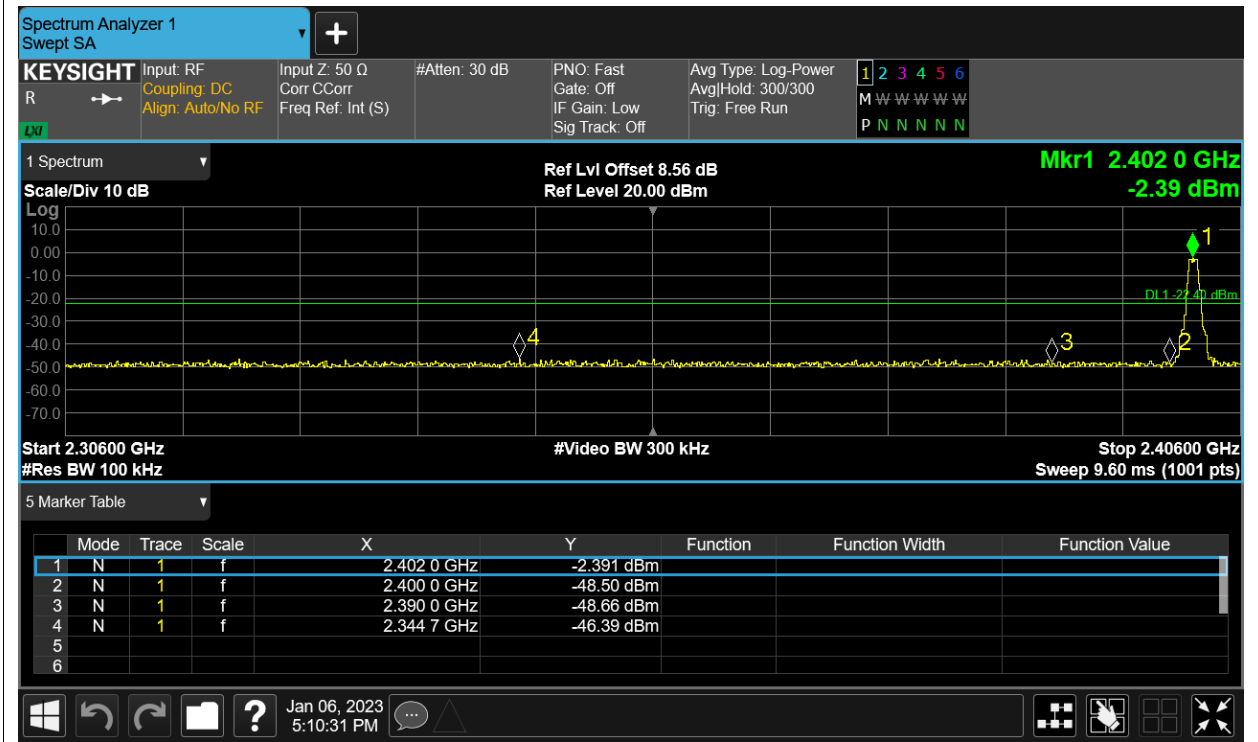 Spectrum Analyzer 1
Swept SA
+
KEYSIGHT Input: RF Input Z: 50 Ω #Atten: 30 dB PNO: Fast Avg Type: Log-Power 1 2 3 4 5 6
R Coupling: DC Corr CCorr Gate: Off Avg|Hold: 300/300 M W W W W W
Align: Auto/No RF Freq Ref: Int (S) IF Gain: Low Trig: Free Run
LXI Sig Track: Off P N N N N N N
1 Spectrum
Ref Lvl Offset 8.56 dB Mkr1 2.402 0 GHz
Scale/Div 10 dB Ref Level 20.00 dBm -2.39 dBm
Log
10.0
1
0.00
-10.0
-20.0
DL1 -22.40 dBm
-30.0
-40.0
4 3 2
-50.0
-60.0
-70.0
Start 2.30600 GHz #Video BW 300 kHz Stop 2.40600 GHz
#Res BW 100 kHz Sweep 9.60 ms (1001 pts)
5 Marker Table
Mode Trace Scale X Y Function Function Width Function Value
1 N 1 f 2.402 0 GHz -2.391 dBm
2 N 1 f 2.400 0 GHz -48.50 dBm
3 N 1 f 2.390 0 GHz -48.66 dBm
4 N 1 f 2.344 7 GHz -46.39 dBm
5
6
? Jan 06, 2023
5:10:31 PM